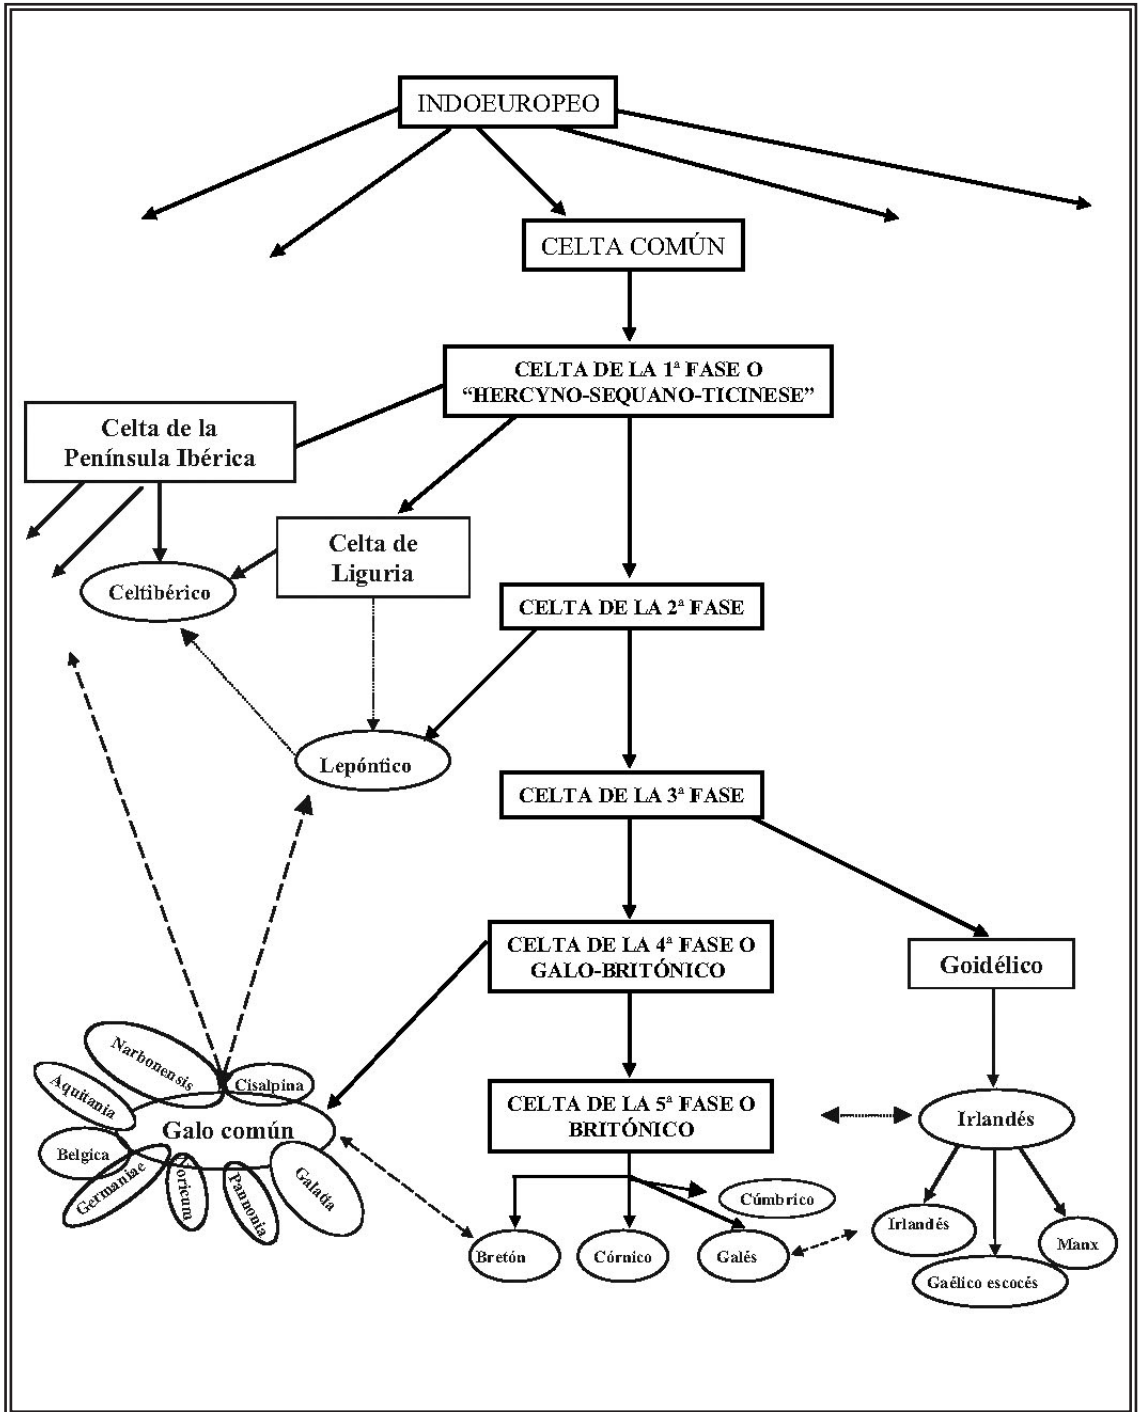 INDOEUROPEO
CELTA COMÚN
CELTA DE LA 1ª FASE O
“HERCYNO-SEQUANO-TICINESE”
Celta de la
Península Ibérica
Celta de
Liguria
Celtibérico
CELTA DE LA 2ª FASE
Lepóntico
CELTA DE LA 3ª FASE
CELTA DE LA 4ª FASE O
GALO-BRITÓNICO
Goidélico
Narbonensis
Cisalpina
Aquitania
Galo común
Belgica
Germaniae
Noricum
Pannonia
Galatia
CELTA DE LA 5ª FASE O
BRITÓNICO
Irlandés
Cúmbrico
Bretón
Córnico
Galés
Irlandés
Manx
Gaélico escocés